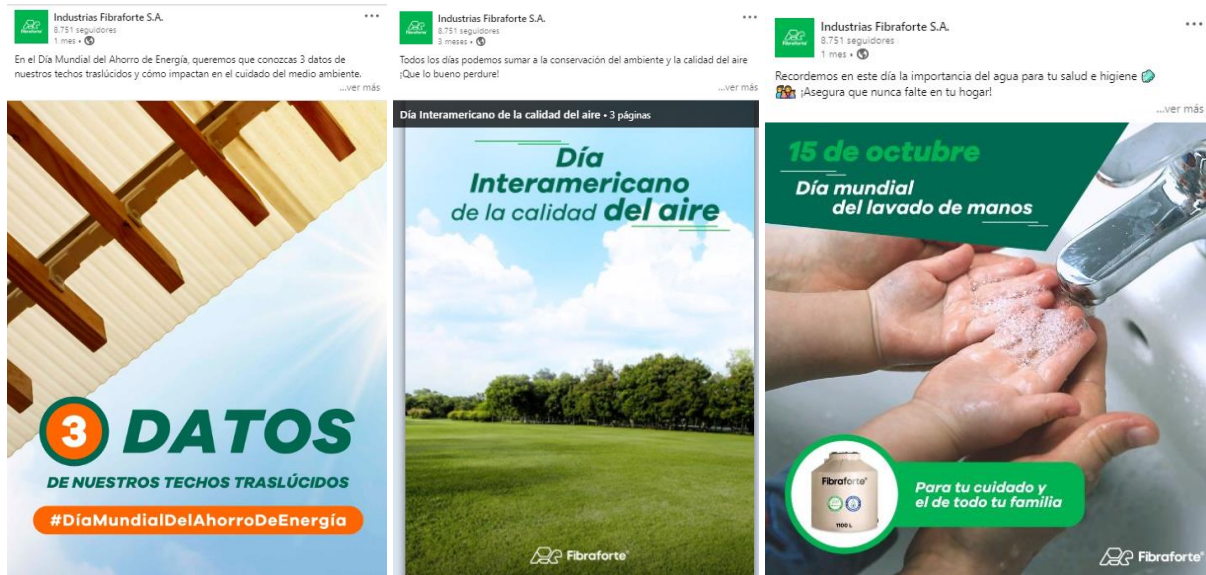 Industrias Fibraforte S.A.
8.751 seguidores
1 mes •
En el Día Mundial del Ahorro de Energía, queremos que conozcas 3 datos de
nuestros techos traslúcidos y cómo impactan en el cuidado del medio ambiente.
...ver más
3 DATOS
DE NUESTROS TECHOS TRASLÚCIDOS
#DíaMundialDelAhorroDeEnergía
Industrias Fibraforte S.A.
8.751 seguidores
3 meses •
Todos los días podemos sumar a la conservación del ambiente y la calidad del aire
¡Que lo bueno perdure!
...ver más
Día Interamericano de la calidad del aire • 3 páginas
Día
Interamericano
de la calidad del aire
Fibraforte
Industrias Fibraforte S.A.
8.751 seguidores
1 mes •
Recordemos en este día la importancia del agua para tu salud e higiene
¡Asegura que nunca falte en tu hogar!
...ver más
15 de octubre
Día mundial
del lavado de manos
Fibraforte
1100 L
Para tu cuidado y
el de todo tu familia
Fibraforte